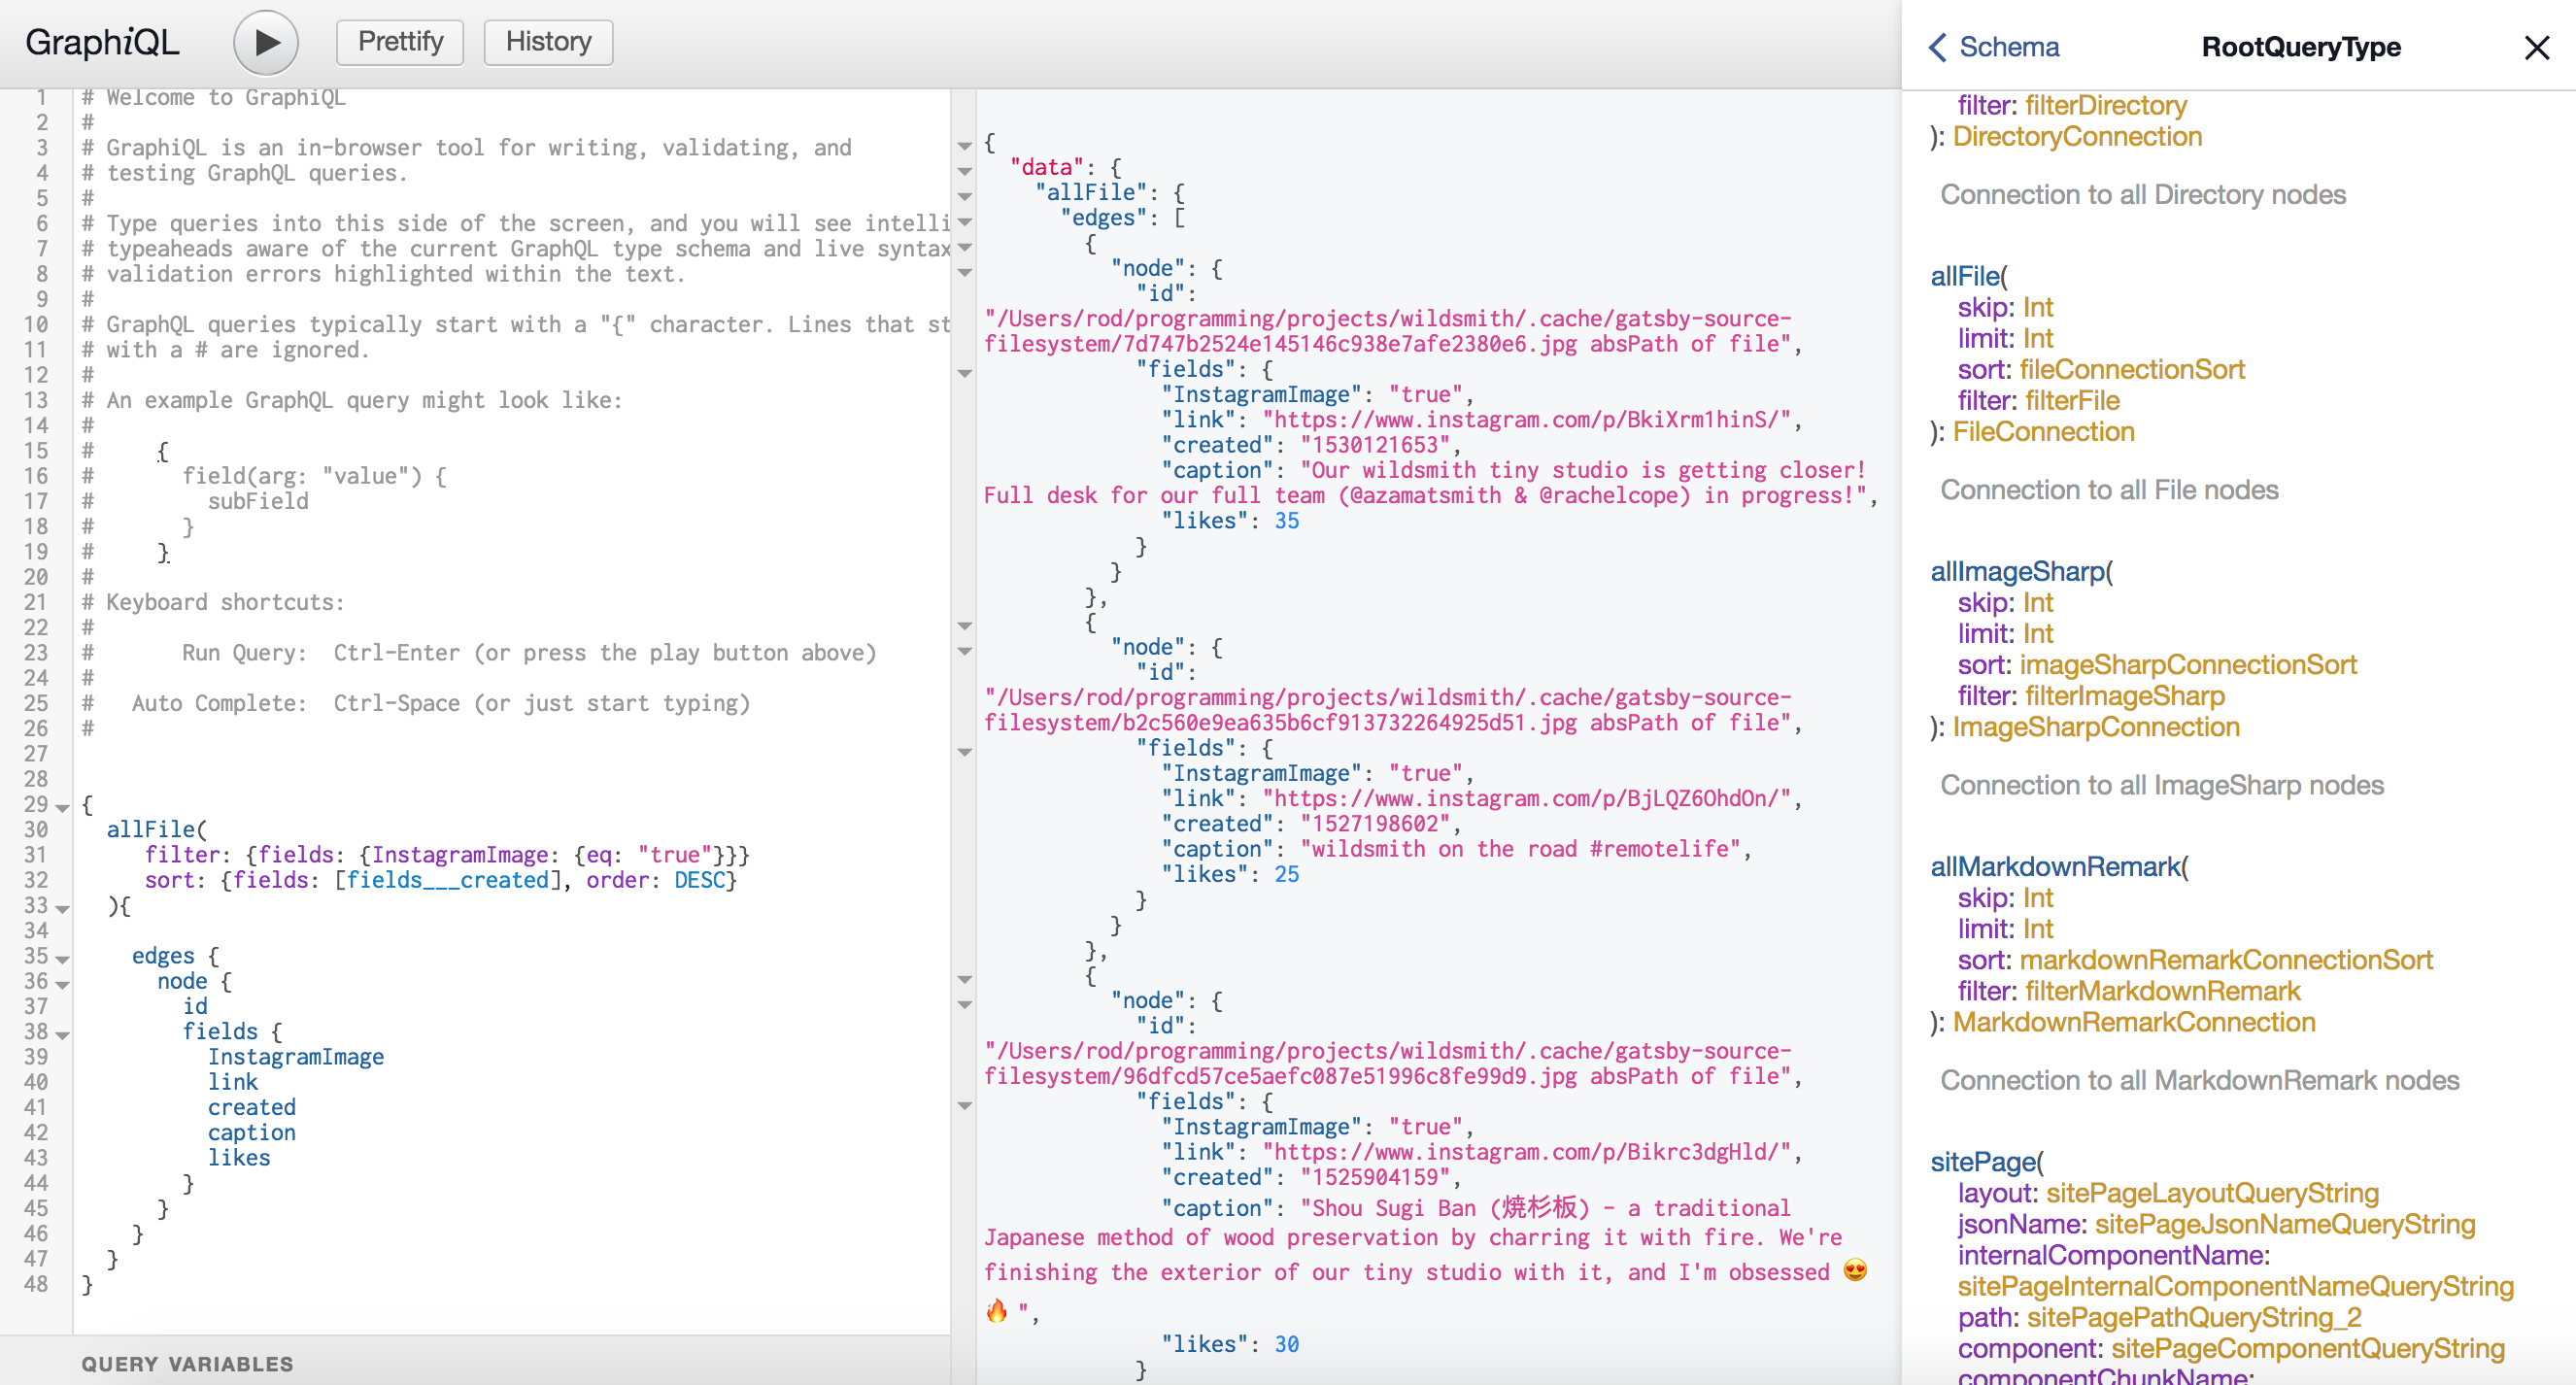 GraphiQL
Prettify
History
1 # Welcome to GraphiQL
2 #
3 # GraphiQL is an in-browser tool for writing, validating, and
4 # testing GraphQL queries.
5 #
6 # Type queries into this side of the screen, and you will see intelli
7 # typeaheads aware of the current GraphQL type schema and live syntax
8 # validation errors highlighted within the text.
9 #
10 # GraphQL queries typically start with a "{" character. Lines that st
11 # with a # are ignored.
12 #
13 # An example GraphQL query might look like:
14 #
15 #     {
16 #       field(arg: "value") {
17 #         subField
18 #       }
19 #     }
20 #
21 # Keyboard shortcuts:
22 #
23 #       Run Query:  Ctrl-Enter (or press the play button above)
24 #
25 #   Auto Complete:  Ctrl-Space (or just start typing)
26 #
27
28
29 {
30   allFile(
31      filter: {fields: {InstagramImage: {eq: "true"}}}
32      sort: {fields: [fields___created], order: DESC}
33   ){
34
35     edges {
36       node {
37         id
38         fields {
39           InstagramImage
40           link
41           created
42           caption
43           likes
44         }
45       }
46     }
47   }
48 }
QUERY VARIABLES
{
  "data": {
    "allFile": {
      "edges": [
        {
          "node": {
            "id":
"/Users/rod/programming/projects/wildsmith/.cache/gatsby-source-
filesystem/7d747b2524e145146c938e7afe2380e6.jpg absPath of file",
            "fields": {
              "InstagramImage": "true",
              "link": "https://www.instagram.com/p/BkiXrm1hinS/",
              "created": "1530121653",
              "caption": "Our wildsmith tiny studio is getting closer!
Full desk for our full team (@azamatsmith & @rachelcope) in progress!",
              "likes": 35
            }
          }
        },
        {
          "node": {
            "id":
"/Users/rod/programming/projects/wildsmith/.cache/gatsby-source-
filesystem/b2c560e9ea635b6cf913732264925d51.jpg absPath of file",
            "fields": {
              "InstagramImage": "true",
              "link": "https://www.instagram.com/p/BjLQZ6OhdOn/",
              "created": "1527198602",
              "caption": "wildsmith on the road #remotelife",
              "likes": 25
            }
          }
        },
        {
          "node": {
            "id":
"/Users/rod/programming/projects/wildsmith/.cache/gatsby-source-
filesystem/96dfcd57ce5aefc087e51996c8fe99d9.jpg absPath of file",
            "fields": {
              "InstagramImage": "true",
              "link": "https://www.instagram.com/p/Bikrc3dgHld/",
              "created": "1525904159",
              "caption": "Shou Sugi Ban (焼杉板) - a traditional
Japanese method of wood preservation by charring it with fire. We're
finishing the exterior of our tiny studio with it, and I'm obsessed 😍
🔥 ",
              "likes": 30
            }
Schema
RootQueryType
filter: filterDirectory
): DirectoryConnection
Connection to all Directory nodes
allFile(
skip: Int
limit: Int
sort: fileConnectionSort
filter: filterFile
): FileConnection
Connection to all File nodes
allImageSharp(
skip: Int
limit: Int
sort: imageSharpConnectionSort
filter: filterImageSharp
): ImageSharpConnection
Connection to all ImageSharp nodes
allMarkdownRemark(
skip: Int
limit: Int
sort: markdownRemarkConnectionSort
filter: filterMarkdownRemark
): MarkdownRemarkConnection
Connection to all MarkdownRemark nodes
sitePage(
layout: sitePageLayoutQueryString
jsonName: sitePageJsonNameQueryString
internalComponentName:
sitePageInternalComponentNameQueryString
path: sitePagePathQueryString_2
component: sitePageComponentQueryString
componentChunkName: